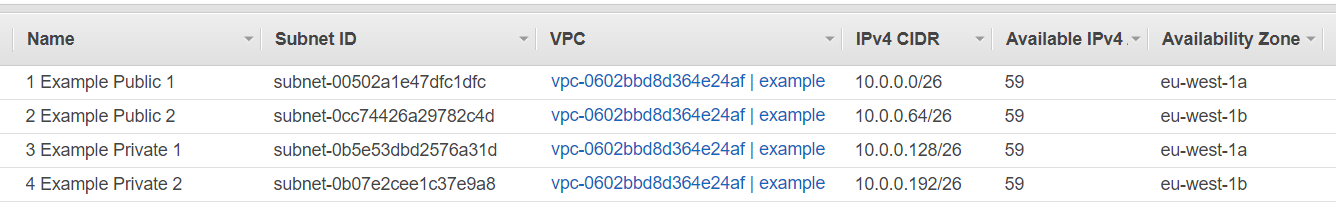 Name Subnet ID VPC IPv4 CIDR Available IPv4 Availability Zone
1 Example Public 1 subnet-00502a1e47dfc1dfc vpc-0602bbd8d364e24af | example 10.0.0.0/26 59 eu-west-1a
2 Example Public 2 subnet-0cc74426a29782c4d vpc-0602bbd8d364e24af | example 10.0.0.64/26 59 eu-west-1b
3 Example Private 1 subnet-0b5e53dbd2576a31d vpc-0602bbd8d364e24af | example 10.0.0.128/26 59 eu-west-1a
4 Example Private 2 subnet-0b07e2cee1c37e9a8 vpc-0602bbd8d364e24af | example 10.0.0.192/26 59 eu-west-1b